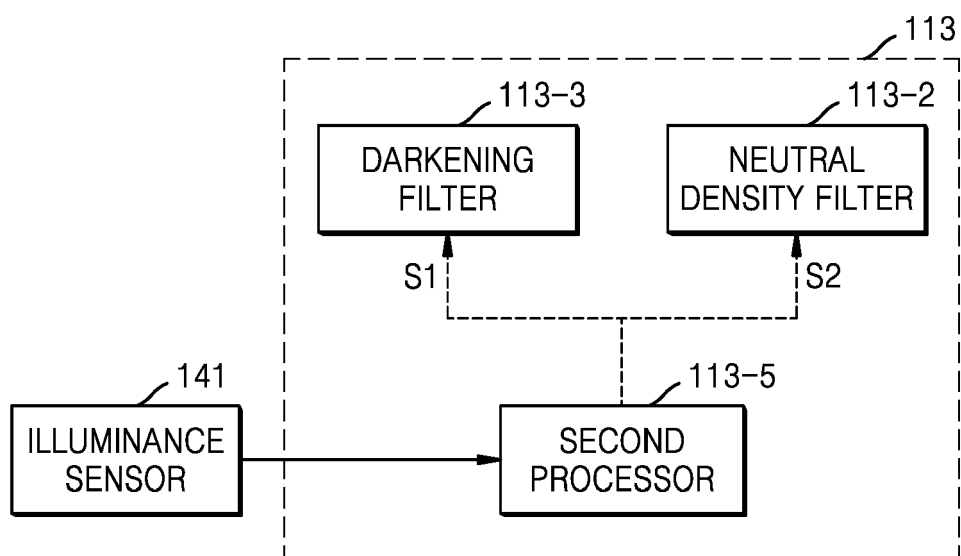 113
113-3
113-2
DARKENING
FILTER
NEUTRAL
DENSITY FILTER
S1
S2
141
113-5
ILLUMINANCE
SENSOR
SECOND
PROCESSOR